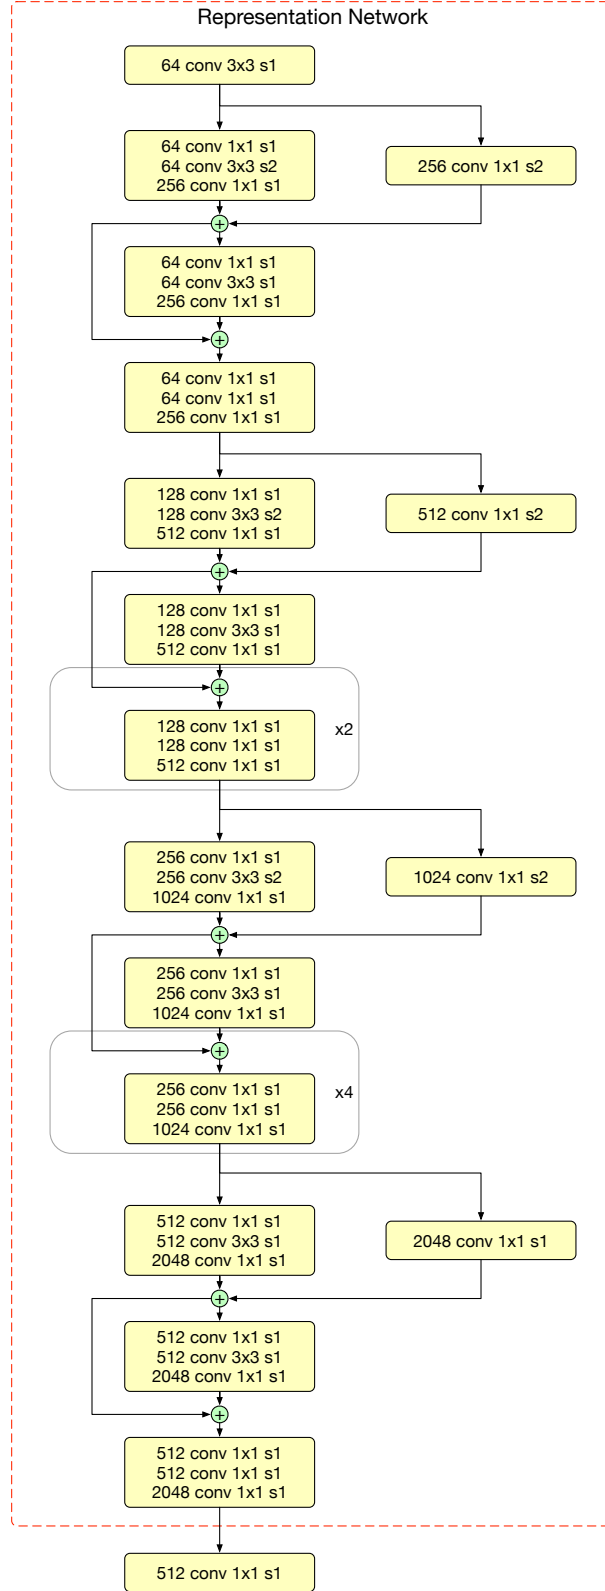 Representation Network
64 conv 3x3 s1
64 conv 1x1 s1
64 conv 3x3 s2
256 conv 1x1 s1
256 conv 1x1 s2
+
64 conv 1x1 s1
64 conv 3x3 s1
256 conv 1x1 s1
+
64 conv 1x1 s1
64 conv 1x1 s1
256 conv 1x1 s1
128 conv 1x1 s1
128 conv 3x3 s2
512 conv 1x1 s1
512 conv 1x1 s2
+
128 conv 1x1 s1
128 conv 3x3 s1
512 conv 1x1 s1
+
128 conv 1x1 s1
128 conv 1x1 s1
512 conv 1x1 s1
x2
256 conv 1x1 s1
256 conv 3x3 s2
1024 conv 1x1 s1
1024 conv 1x1 s2
+
256 conv 1x1 s1
256 conv 3x3 s1
1024 conv 1x1 s1
+
256 conv 1x1 s1
256 conv 1x1 s1
1024 conv 1x1 s1
x4
512 conv 1x1 s1
512 conv 3x3 s1
2048 conv 1x1 s1
2048 conv 1x1 s1
+
512 conv 1x1 s1
512 conv 3x3 s1
2048 conv 1x1 s1
+
512 conv 1x1 s1
512 conv 1x1 s1
2048 conv 1x1 s1
512 conv 1x1 s1